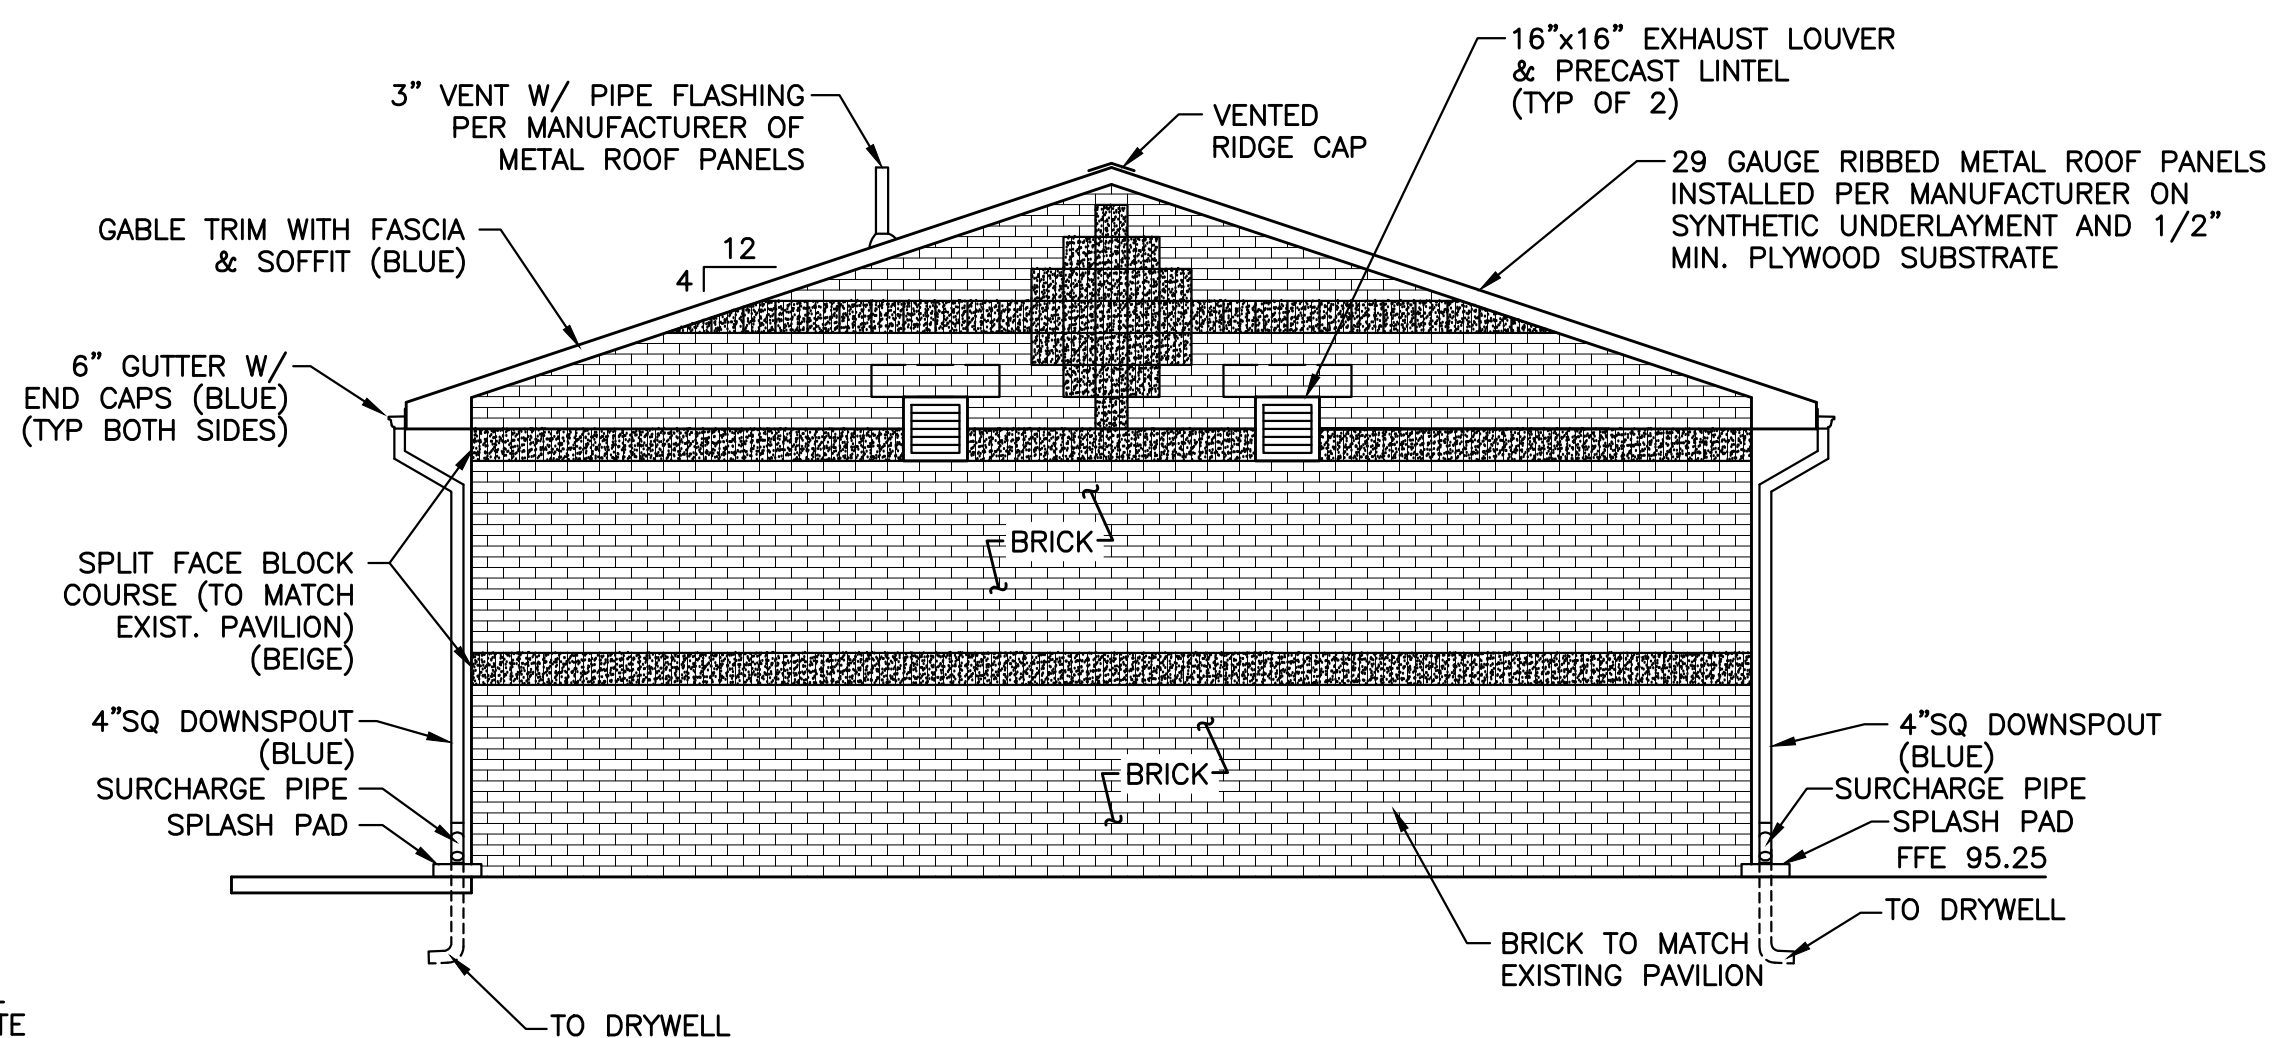 16"x16" EXHAUST LOUVER
& PRECAST LINTEL
(TYP OF 2)
3" VENT W/ PIPE FLASHING
PER MANUFACTURER OF
METAL ROOF PANELS
VENTED
RIDGE CAP
29 GAUGE RIBBED METAL ROOF PANELS
INSTALLED PER MANUFACTURER ON
SYNTHETIC UNDERLAYMENT AND 1/2"
MIN. PLYWOOD SUBSTRATE
GABLE TRIM WITH FASCIA
& SOFFIT (BLUE)
12
4
6" GUTTER W/
END CAPS (BLUE)
(TYP BOTH SIDES)
BRICK
SPLIT FACE BLOCK
COURSE (TO MATCH
EXIST. PAVILION)
(BEIGE)
4"SQ DOWNSPOUT
(BLUE)
SURCHARGE PIPE
SPLASH PAD
BRICK
4"SQ DOWNSPOUT
(BLUE)
SURCHARGE PIPE
SPLASH PAD
FFE 95.25
TO DRYWELL
BRICK TO MATCH
EXISTING PAVILION
TO DRYWELL
TE